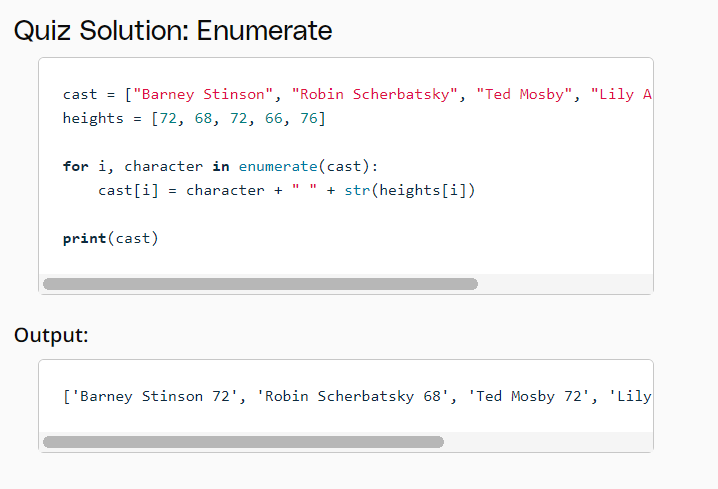 Quiz Solution: Enumerate
cast = ["Barney Stinson", "Robin Scherbatsky", "Ted Mosby", "Lily A
heights = [72, 68, 72, 66, 76]
for i, character in enumerate(cast):
    cast[i] = character + " " + str(heights[i])
print(cast)
Output:
['Barney Stinson 72', 'Robin Scherbatsky 68', 'Ted Mosby 72', 'Lily